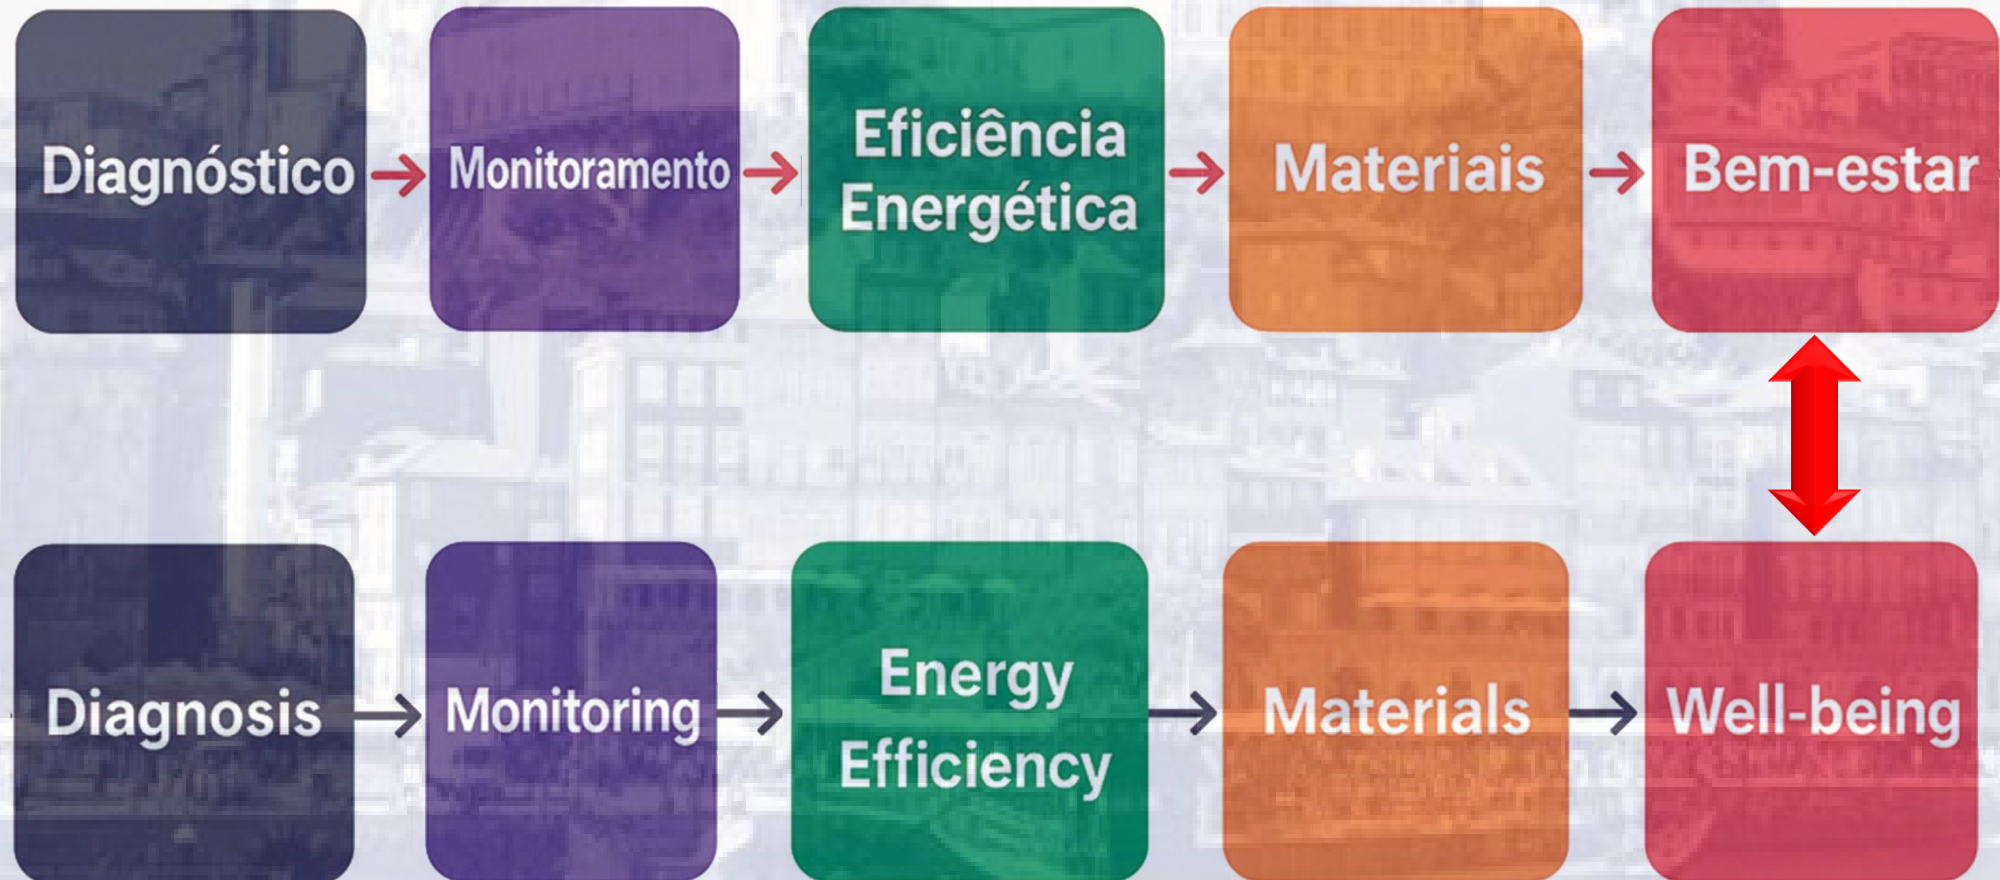 Diagnóstico
Monitoramento
Eficiência
Energética
Materiais
Bem-estar
Diagnosis
Monitoring
Energy
Efficiency
Materials
Well-being